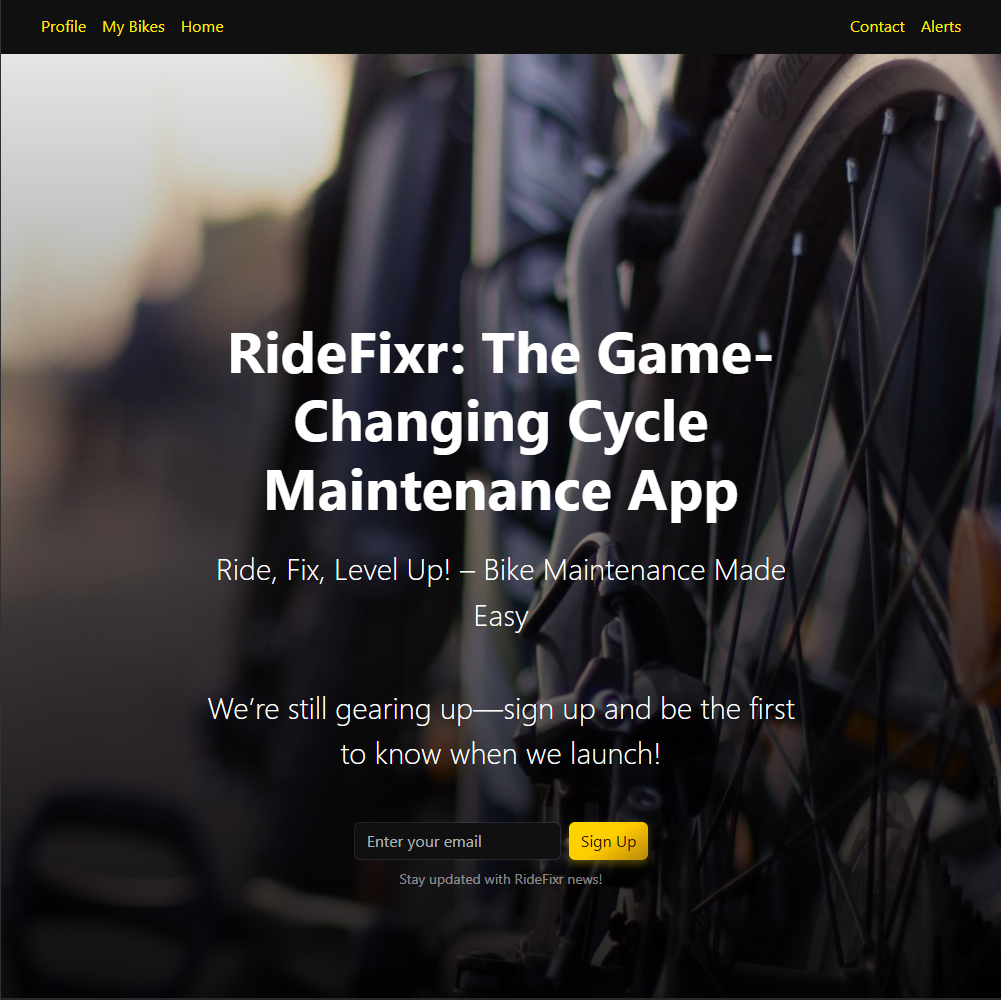 Profile My Bikes Home Contact Alerts
RideFixr: The Game-
Changing Cycle
Maintenance App
Ride, Fix, Level Up! – Bike Maintenance Made
Easy
We’re still gearing up—sign up and be the first
to know when we launch!
Enter your email Sign Up
Stay updated with RideFixr news!